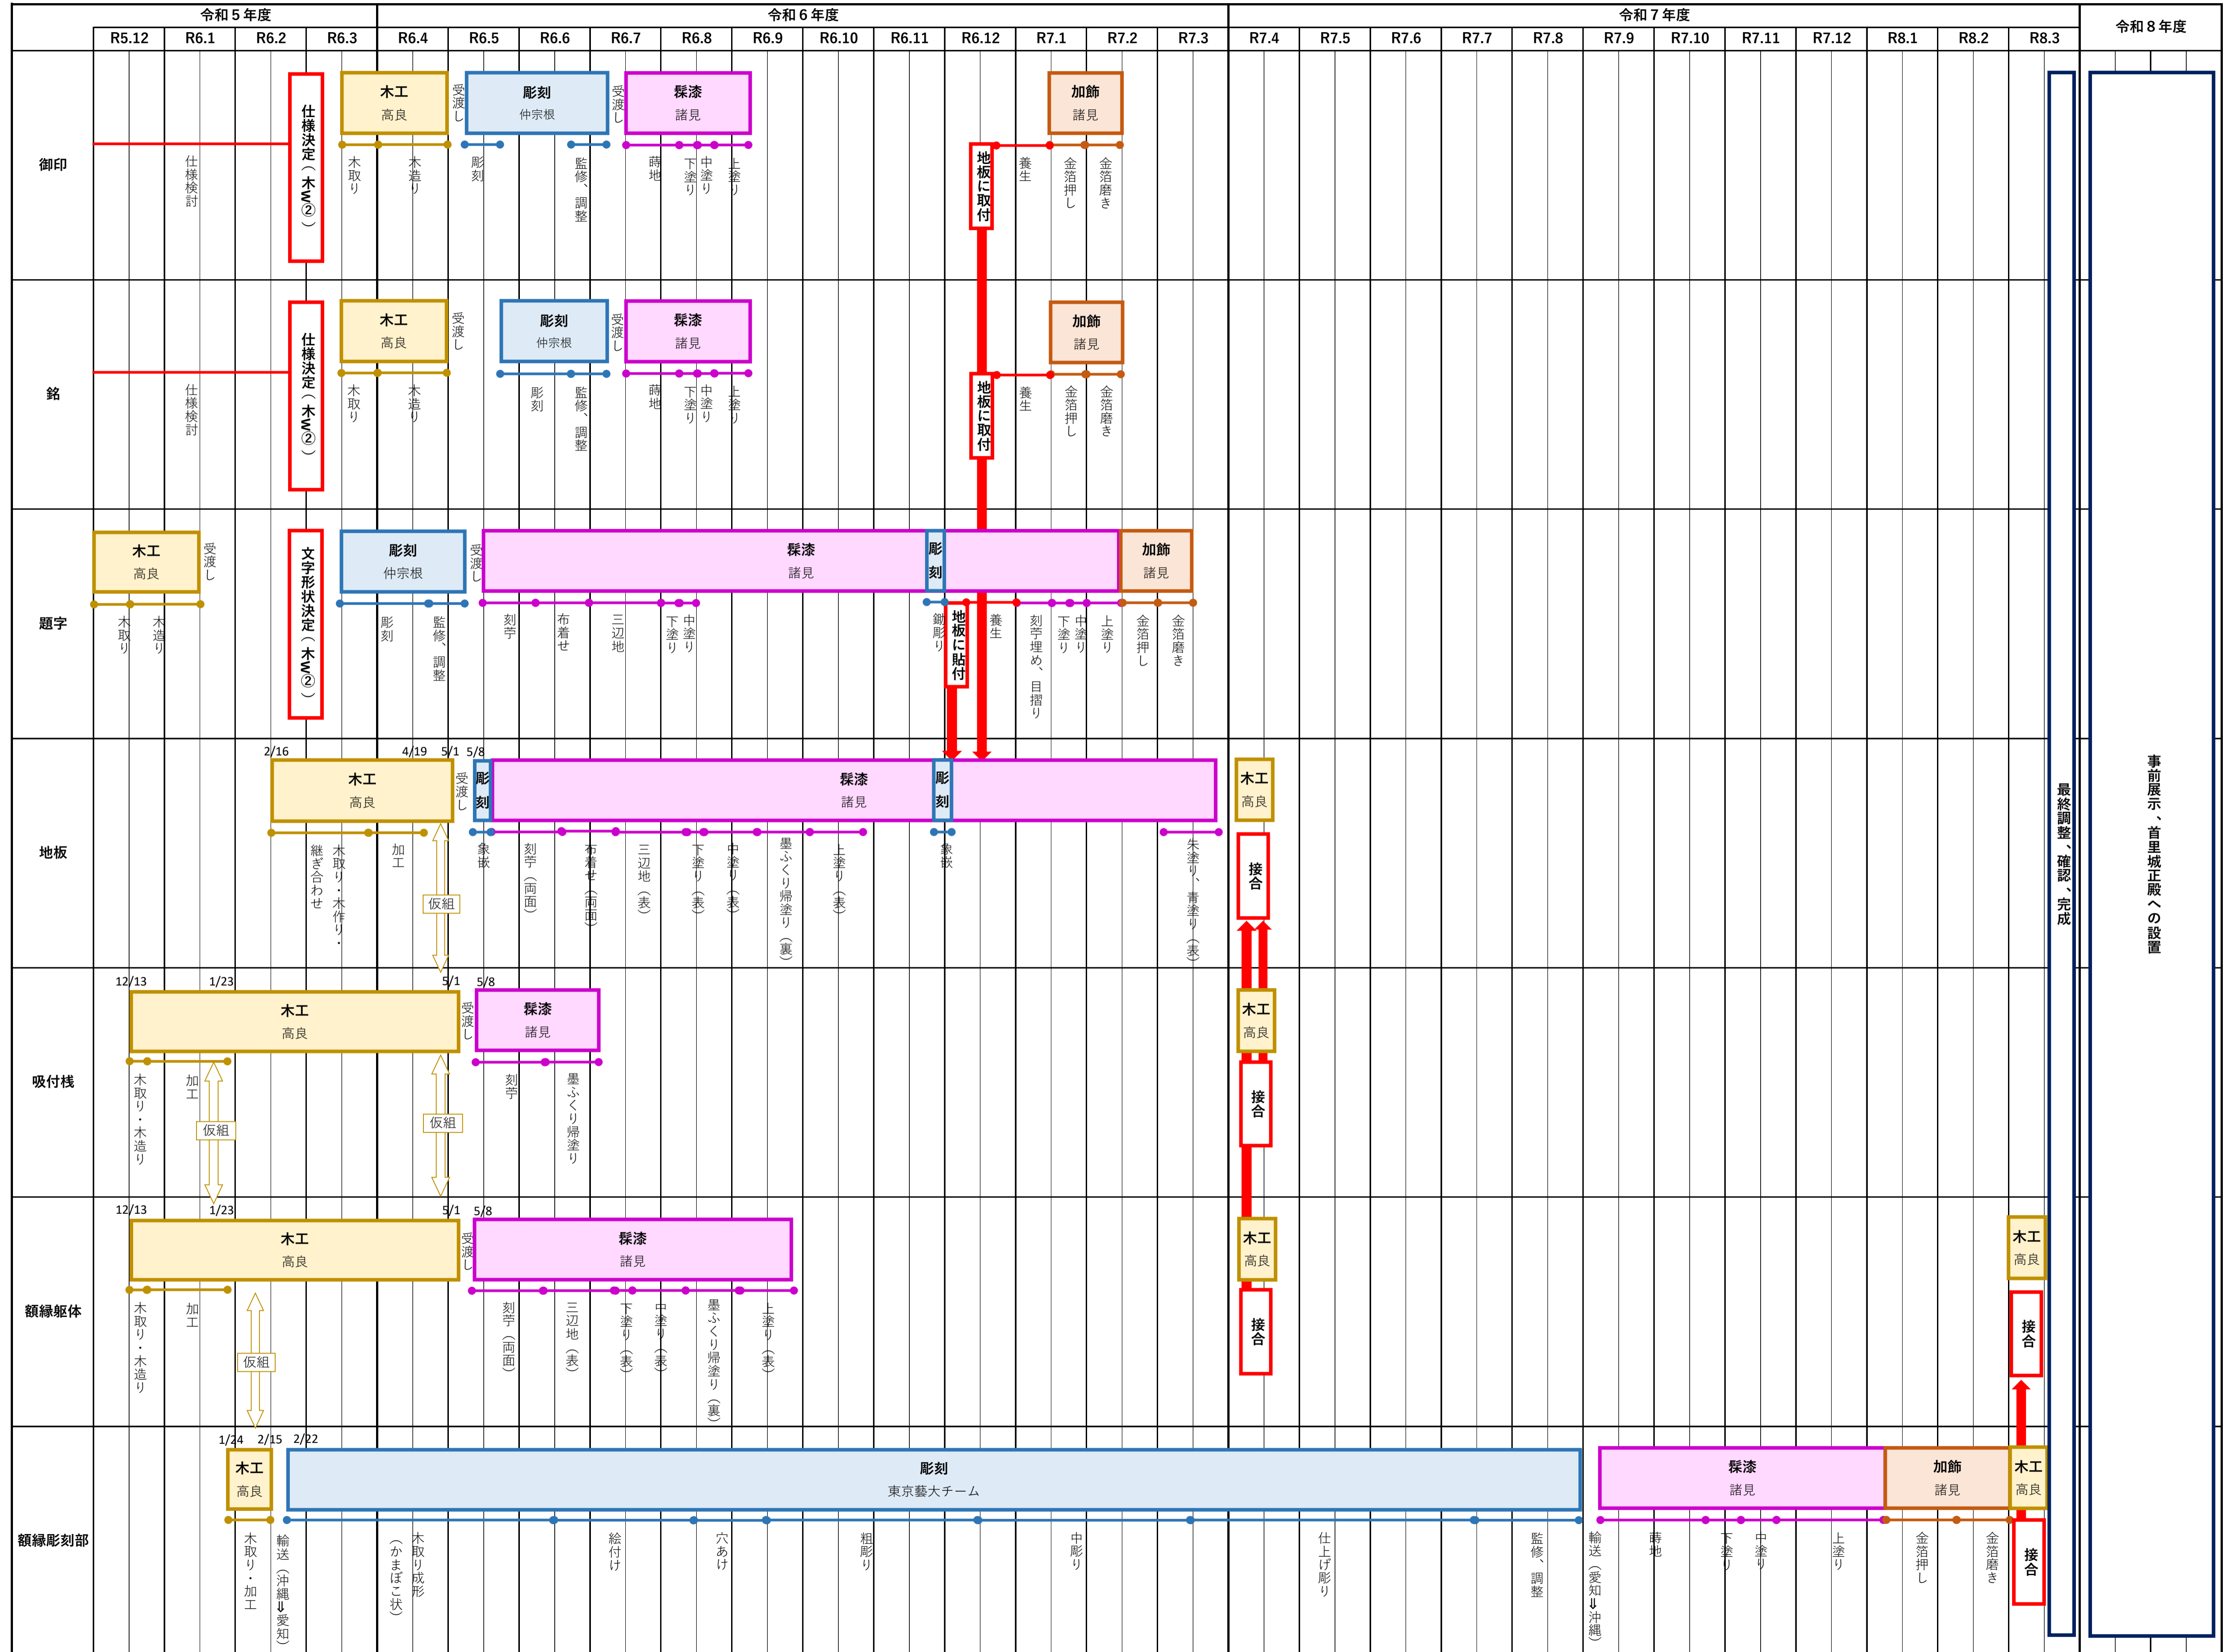 令和５年度
令和６年度
令和７年度
令和８年度
R5.12
R6.1
R6.2
R6.3
R6.4
R6.5
R6.6
R6.7
R6.8
R6.9
R6.10
R6.11
R6.12
R7.1
R7.2
R7.3
R7.4
R7.5
R7.6
R7.7
R7.8
R7.9
R7.10
R7.11
R7.12
R8.1
R8.2
R8.3
御印
仕様検討
仕様決定（木W②）
木工
高良
受渡し
彫刻
仲宗根
受渡し
髹漆
諸見
加飾
諸見
木取り
木造り
彫刻
監修、調整
蒔地
下塗り
中塗り
上塗り
地板に取付
養生
金箔押し
金箔磨き
銘
仕様検討
仕様決定（木W②）
木工
高良
受渡し
彫刻
仲宗根
受渡し
髹漆
諸見
加飾
諸見
木取り
木造り
彫刻
監修、調整
蒔地
下塗り
中塗り
上塗り
地板に取付
養生
金箔押し
金箔磨き
題字
木工
高良
受渡し
文字形状決定（木W②）
彫刻
仲宗根
受渡し
髹漆
諸見
彫刻
加飾
諸見
木取り
木造り
彫刻
監修、調整
刻苧
布着せ
三辺地
下塗り
中塗り
鋤彫り
地板に貼付
養生
刻苧埋め、目摺り
下塗り
中塗り
上塗り
金箔押し
金箔磨き
地板
2/16
4/19
5/1
5/8
木工
高良
受渡し
彫刻
髹漆
諸見
彫刻
木工
高良
木取り・木作り・
継ぎ合わせ
加工
仮組
象嵌
刻苧（両面）
布着せ（両面）
三辺地（表）
下塗り（表）
中塗り（表）
墨ふくり帰塗り（裏）
上塗り（表）
象嵌
朱塗り、青塗り（表）
接合
吸付桟
12/13
1/23
5/1
5/8
木工
高良
受渡し
髹漆
諸見
木工
高良
木取り・木造り
加工
仮組
仮組
刻苧
墨ふくり帰塗り
接合
額縁躯体
12/13
1/23
5/1
5/8
木工
高良
受渡し
髹漆
諸見
木工
高良
木工
高良
木取り・木造り
加工
仮組
刻苧（両面）
三辺地（表）
下塗り（表）
中塗り（表）
墨ふくり帰塗り（裏）
上塗り（表）
接合
接合
額縁彫刻部
1/24
2/15
2/22
木工
高良
彫刻
東京藝大チーム
髹漆
諸見
加飾
諸見
木工
高良
木取り・加工
輸送（沖縄⇒愛知）
木取り成形
（かまぼこ状）
絵付け
穴あけ
粗彫り
中彫り
仕上げ彫り
監修、調整
輸送（愛知⇒沖縄）
蒔地
下塗り
中塗り
上塗り
金箔押し
金箔磨き
接合
最終調整、確認、完成
事前展示、首里城正殿への設置